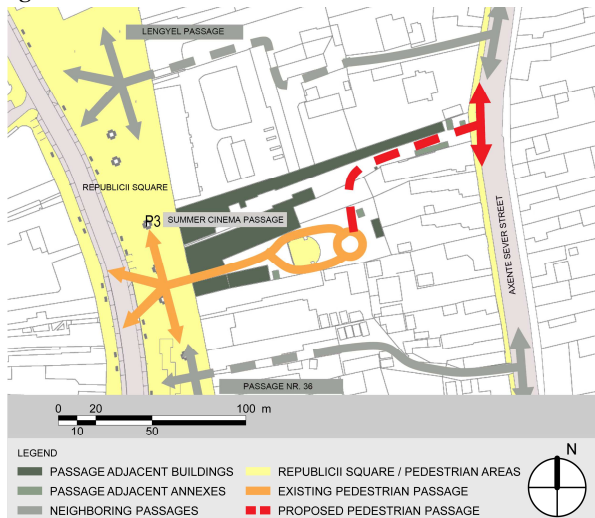 LENGYEL PASSAGE
REPUBLICII SQUARE
P3
SUMMER CINEMA PASSAGE
AXENTE SEVER STREET
PASSAGE NR. 36
0 20 100 m
10 50
LEGEND
N
PASSAGE ADJACENT BUILDINGS
REPUBLICII SQUARE / PEDESTRIAN AREAS
PASSAGE ADJACENT ANNEXES
EXISTING PEDESTRIAN PASSAGE
NEIGHBORING PASSAGES
PROPOSED PEDESTRIAN PASSAGE